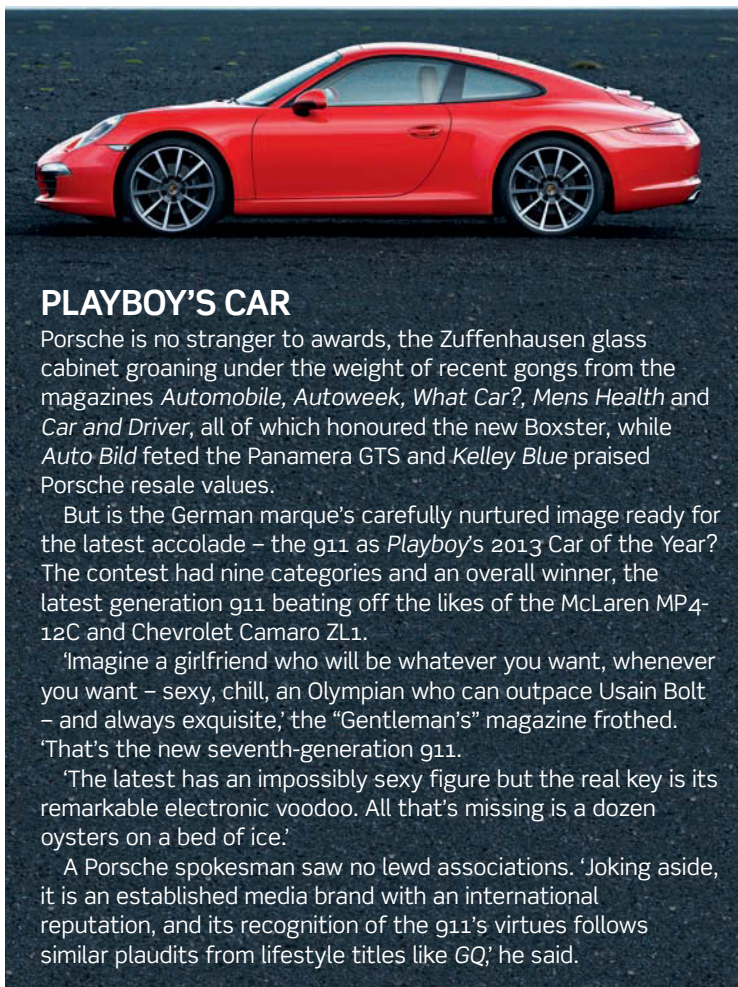 PLAYBOY’S CAR
Porsche is no stranger to awards, the Zuffenhausen glass
cabinet groaning under the weight of recent gongs from the
magazines Automobile, Autoweek, What Car?, Mens Health and
Car and Driver, all of which honoured the new Boxster, while
Auto Bild feted the Panamera GTS and Kelley Blue praised
Porsche resale values.
But is the German marque’s carefully nurtured image ready for
the latest accolade – the 911 as Playboy’s 2013 Car of the Year?
The contest had nine categories and an overall winner, the
latest generation 911 beating off the likes of the McLaren MP4-
12C and Chevrolet Camaro ZL1.
‘Imagine a girlfriend who will be whatever you want, whenever
you want – sexy, chill, an Olympian who can outpace Usain Bolt
– and always exquisite,’ the “Gentleman’s” magazine frothed.
‘That’s the new seventh-generation 911.
‘The latest has an impossibly sexy figure but the real key is its
remarkable electronic voodoo. All that’s missing is a dozen
oysters on a bed of ice.’
A Porsche spokesman saw no lewd associations. ‘Joking aside,
it is an established media brand with an international
reputation, and its recognition of the 911’s virtues follows
similar plaudits from lifestyle titles like GQ,’ he said.